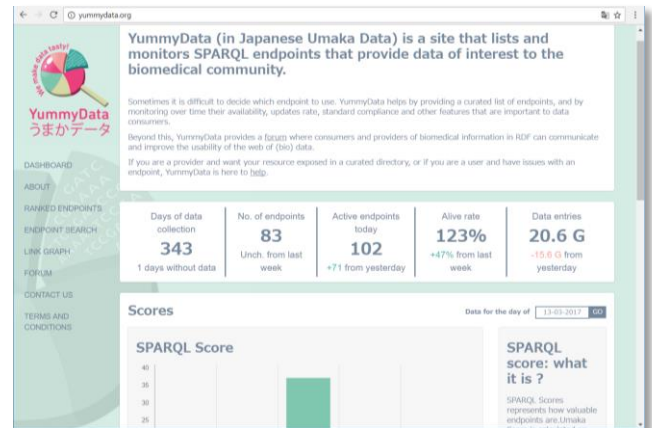 yummydata.org
We make data tasty!
YummyData
うまかデータ
DASHBOARD
ABOUT
RANKED ENDPOINTS
ENDPOINT SEARCH
LINK GRAPH
FORUM
CONTACT US
TERMS AND
CONDITIONS
YummyData (in Japanese Umaka Data) is a site that lists and
monitors SPARQL endpoints that provide data of interest to the
biomedical community.
Sometimes it is difficult to decide which endpoint to use. YummyData helps by providing a curated list of endpoints, and by
monitoring over time their availability, updates rate, standard compliance and other features that are important to data
consumers.
Beyond this, YummyData provides a forum where consumers and providers of biomedical information in RDF can communicate
and improve the usability of the web of (bio) data.
If you are a provider and want your resource exposed in a curated directory, or if you are a user and have issues with an
endpoint, YummyData is here to help.
Days of data
collection
343
1 days without data
No. of endpoints
83
Unch. from last
week
Active endpoints
today
102
+71 from yesterday
Alive rate
123%
+47% from last
week
Data entries
20.6 G
-15.6 G from
yesterday
Scores
Data for the day of 13-03-2017 GO
SPARQL Score
40
35
30
25
SPARQL
score: what
it is ?
SPARQL Scores
represents how valuable
endpoints are.Umaka